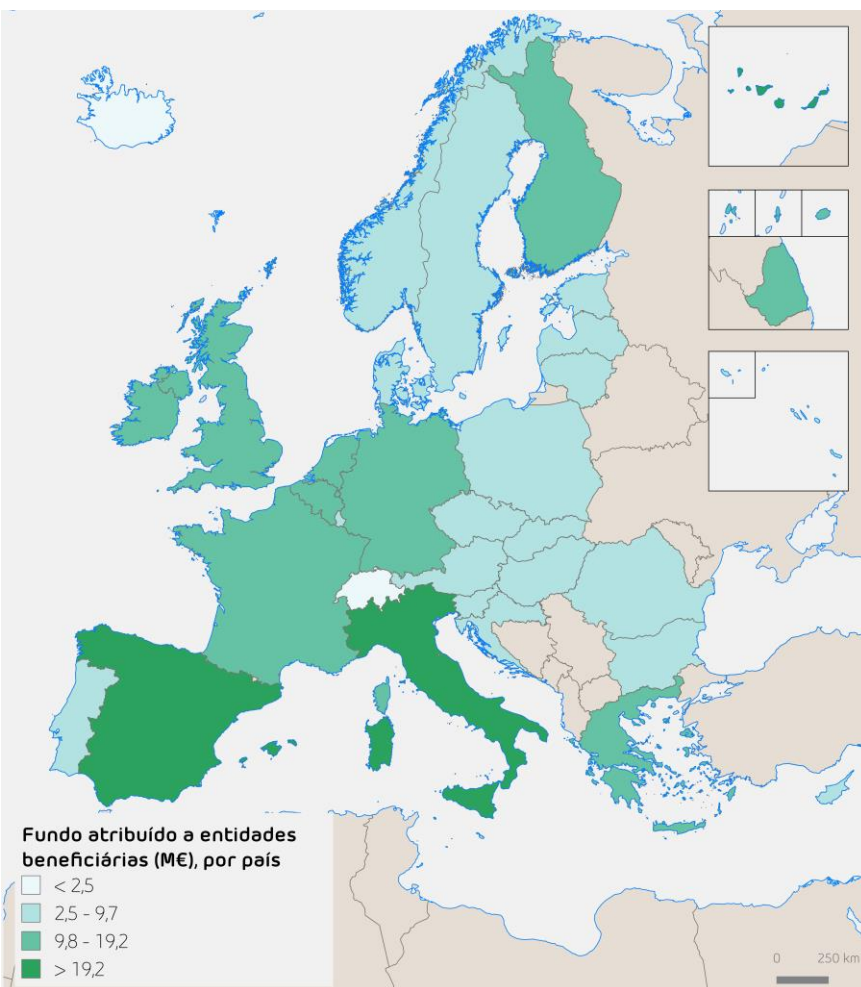 Fundo atribuído a entidades
beneficiárias (M€), por país
< 2,5
2,5 - 9,7
9,8 - 19,2
> 19,2
0 250 km